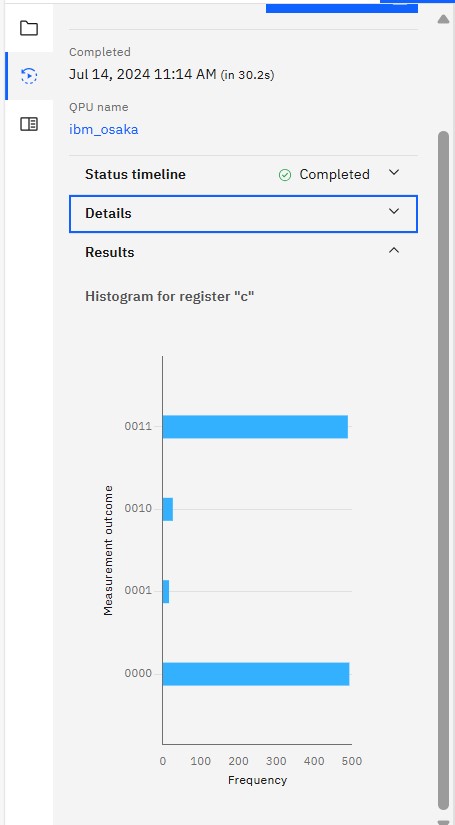 Completed
Jul 14, 2024 11:14 AM (in 30.2s)
QPU name
ibm_osaka
Status timeline Completed
Details
Results
Histogram for register "c"
0011
0010
0001
0000
Measurement outcome
0 100 200 300 400 500
Frequency